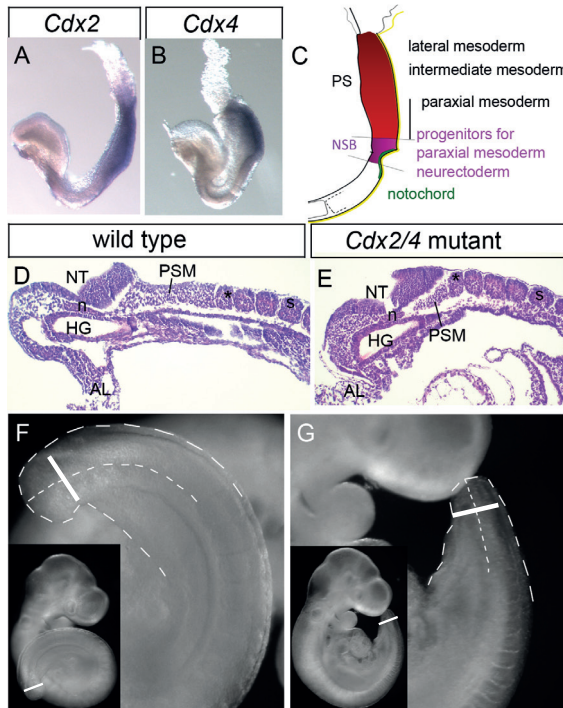 Cdx2
Cdx4
A
B
C
PS
lateral mesoderm
intermediate mesoderm
paraxial mesoderm
NSB
progenitors for
paraxial mesoderm
neurectoderm
notochord
wild type
Cdx2/4 mutant
D
NT
PSM
*
s
n
HG
AL
E
NT
*
s
n
HG
PSM
AL
F
G